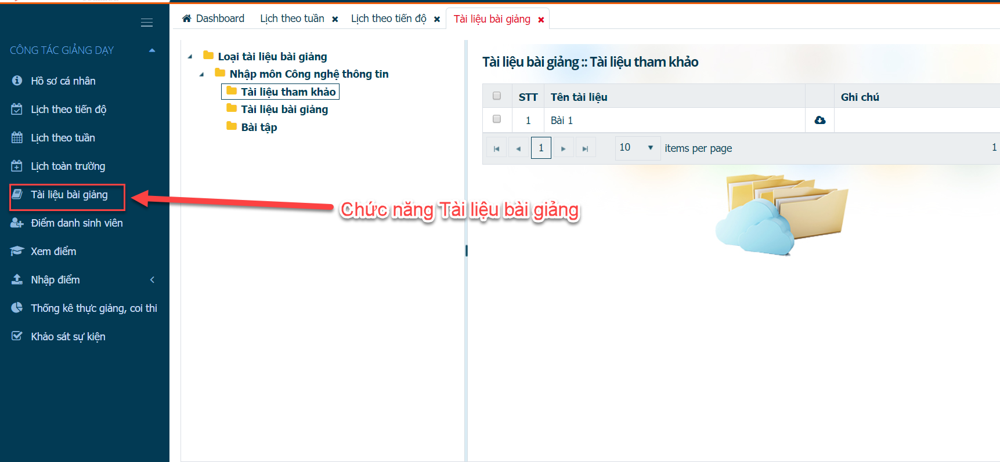 Dashboard
Lịch theo tuần
Lịch theo tiến độ
Tài liệu bài giảng
CÔNG TÁC GIẢNG DẠY
Hồ sơ cá nhân
Lịch theo tiến độ
Lịch theo tuần
Lịch toàn trường
Tài liệu bài giảng
Điểm danh sinh viên
Xem điểm
Nhập điểm
Thống kê thực giảng, coi thi
Khảo sát sự kiện
Loại tài liệu bài giảng
Nhập môn Công nghệ thông tin
Tài liệu tham khảo
Tài liệu bài giảng
Bài tập
Chức năng Tài liệu bài giảng
Tài liệu bài giảng :: Tài liệu tham khảo
STT Tên tài liệu Ghi chú
1 Bài 1
1 10 items per page 1